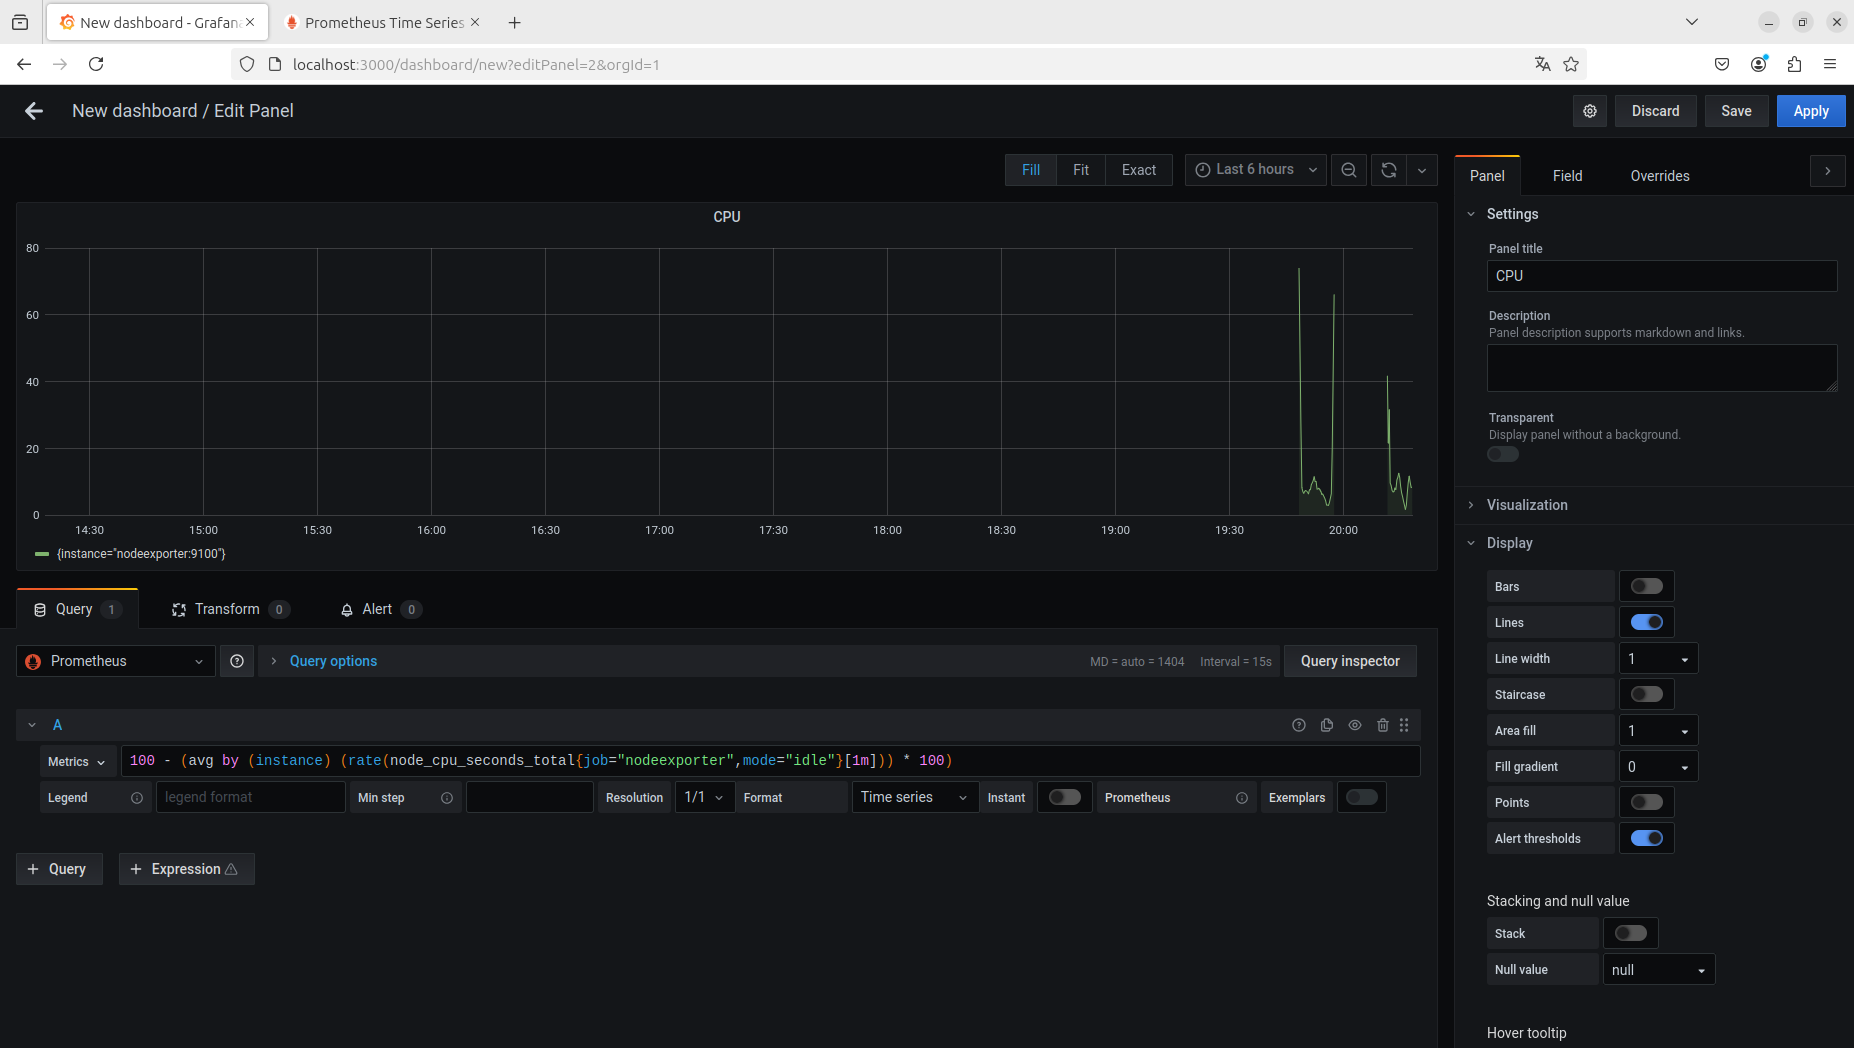 New dashboard - Grafan
Prometheus Time Series
localhost:3000/dashboard/new?editPanel=2&orgId=1
New dashboard / Edit Panel
Discard
Save
Apply
Fill
Fit
Exact
Last 6 hours
Panel
Field
Overrides
CPU
80
60
40
20
0
14:30
15:00
15:30
16:00
16:30
17:00
17:30
18:00
18:30
19:00
19:30
20:00
{instance="nodeexporter:9100"}
Settings
Panel title
CPU
Description
Panel description supports markdown and links.
Transparent
Display panel without a background.
Visualization
Display
Bars
Lines
Line width 1
Staircase
Area fill 1
Fill gradient 0
Points
Alert thresholds
Stacking and null value
Stack
Null value null
Hover tooltip
Query 1
Transform 0
Alert 0
Prometheus
Query options
MD = auto = 1404
Interval = 15s
Query inspector
A
Metrics
100 - (avg by (instance) (rate(node_cpu_seconds_total{job="nodeexporter",mode="idle"}[1m])) * 100)
Legend
legend format
Min step
Resolution
1/1
Format
Time series
Instant
Prometheus
Exemplars
+ Query
+ Expression